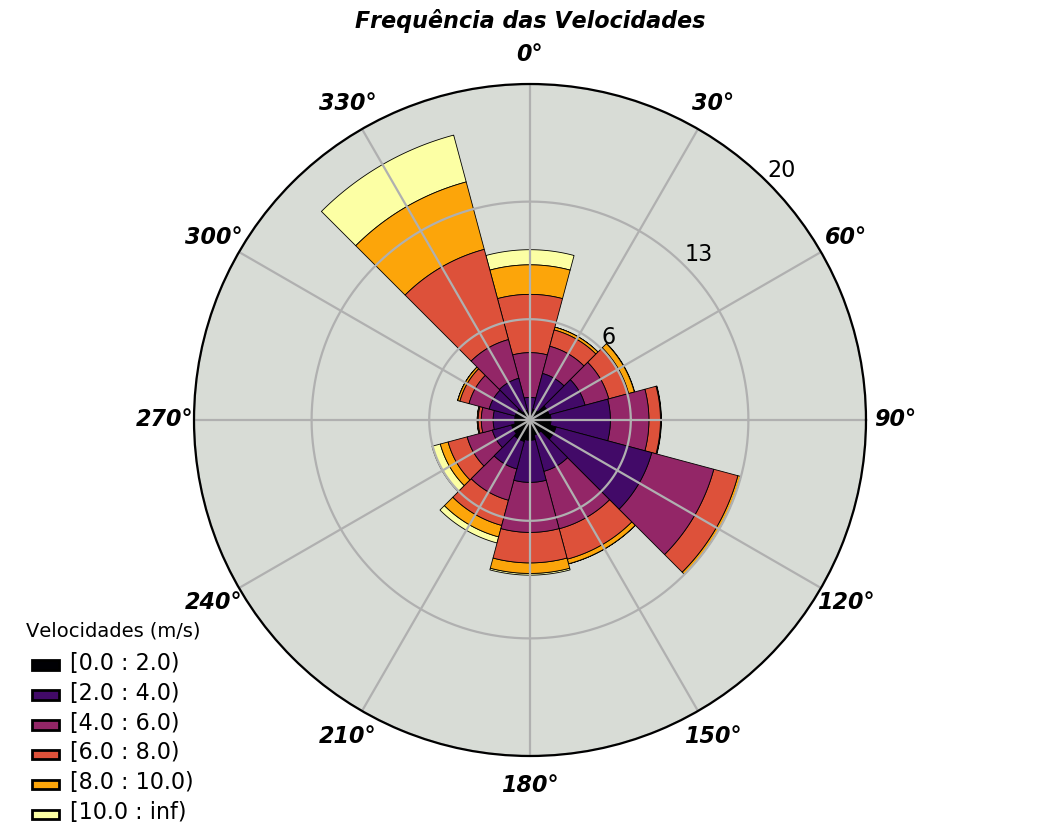 Frequência das Velocidades
0°
330°
30°
20
300°
60°
13
6
270°
90°
240°
120°
210°
150°
180°
Velocidades (m/s)
[0.0 : 2.0)
[2.0 : 4.0)
[4.0 : 6.0)
[6.0 : 8.0)
[8.0 : 10.0)
[10.0 : inf)